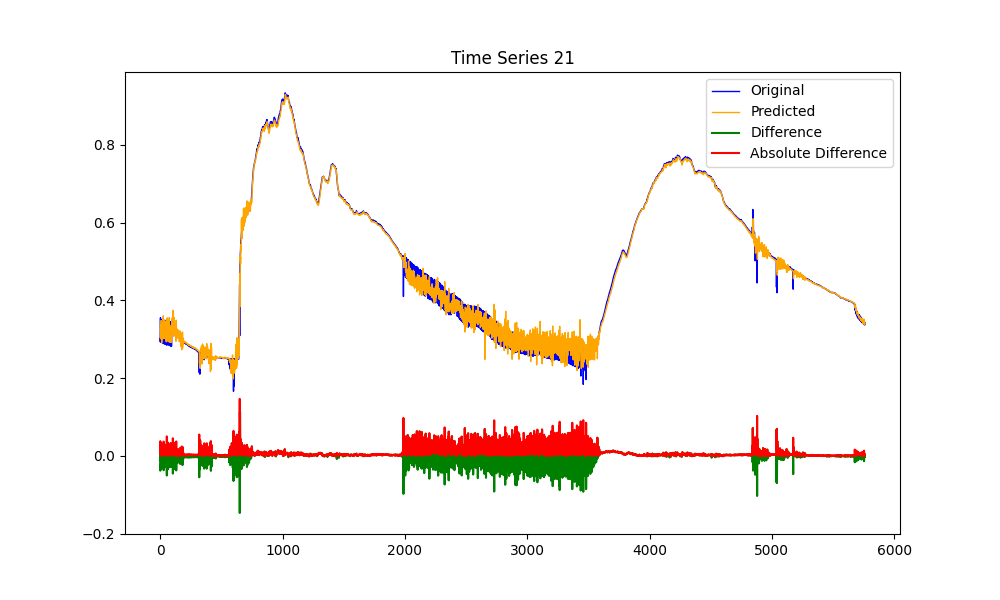 Time Series 21
Original
Predicted
Difference
Absolute Difference
0.8
0.6
0.4
0.2
0.0
−0.2
0 1000 2000 3000 4000 5000 6000